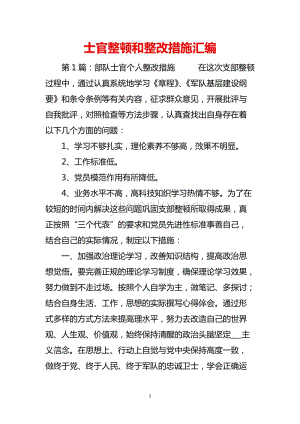 士官整顿和整改措施汇编
第1篇：部队士官个人整改措施 在这次支部整顿
过程中，通过认真系统地学习《章程》、《军队基层建设纲
要》和条令条例等有关内容，征求群众意见，开展批评与
自我批评，对照检查等方法步骤，认真查找出自身存在着
以下几个方面的问题：
1、学习不够扎实，理论素养不够高，效果不明显。
2、工作标准低。
3、党员模范作用有所降低。
4、业务水平不高，高科技知识学习热情不够。为了在
较短的时间内解决这些问题巩固支部整顿所取得成果，真
正按照“三个代表”的要求和党员先进性标准事善自己，
结合自己的实际情况，制定以下措施：
一、加强政治理论学习，改善知识结构，提高政治思
想觉悟。要完善正规的理论学习制度，确保理论学习效果，
努力做到不走过场。按照个人自学为主，做笔记、多探讨；
结合自身生活、工作，多撰写心得体会。通过形
式多样的方式方法来提高理水平，努力改造自己的世界
观、人生观、价值观，始终保持清醒的政治头脑坚定__主
义信念。在思想上、行动上自觉与党中央保持高度一致，
做终于党、终于人民、终于军队的忠诚卫士，学会正确运
1